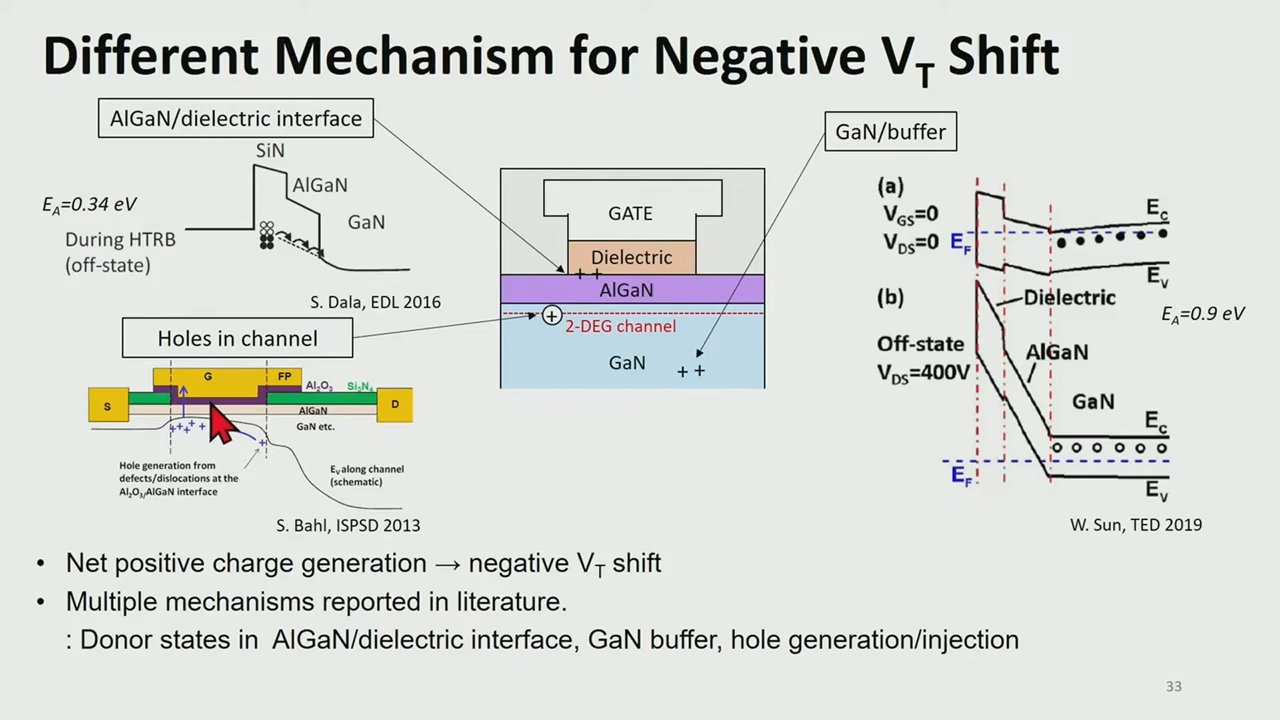 Different Mechanism for Negative VT Shift
AlGaN/dielectric interface
SiN
AlGaN
GaN
EA=0.34 eV
During HTRB
(off-state)
S. Dala, EDL 2016
Holes in channel
G
FP
Al2O3
Si3N4
S
D
AlGaN
GaN etc.
+ + + + +
+
Hole generation from
defects/dislocations at the
Al2O3/AlGaN interface
EV along channel
(schematic)
S. Bahl, ISPSD 2013
GATE
Dielectric
+ +
AlGaN
+
2-DEG channel
GaN
+ +
GaN/buffer
(a)
VGS=0
VDS=0
EF
EC
EV
(b)
Dielectric
EA=0.9 eV
Off-state
VDS=400V
AlGaN
GaN
EC
EF
EV
W. Sun, TED 2019
• Net positive charge generation → negative VT shift
• Multiple mechanisms reported in literature.
: Donor states in AlGaN/dielectric interface, GaN buffer, hole generation/injection
33